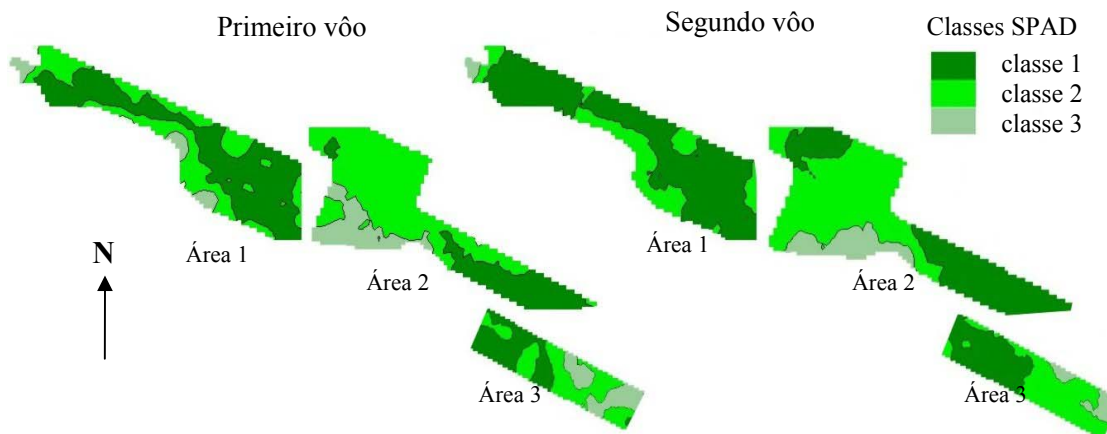 Primeiro vôo
Segundo vôo
Classes SPAD
classe 1
classe 2
classe 3
Área 1
Área 2
Área 3
N
Área 1
Área 2
Área 3